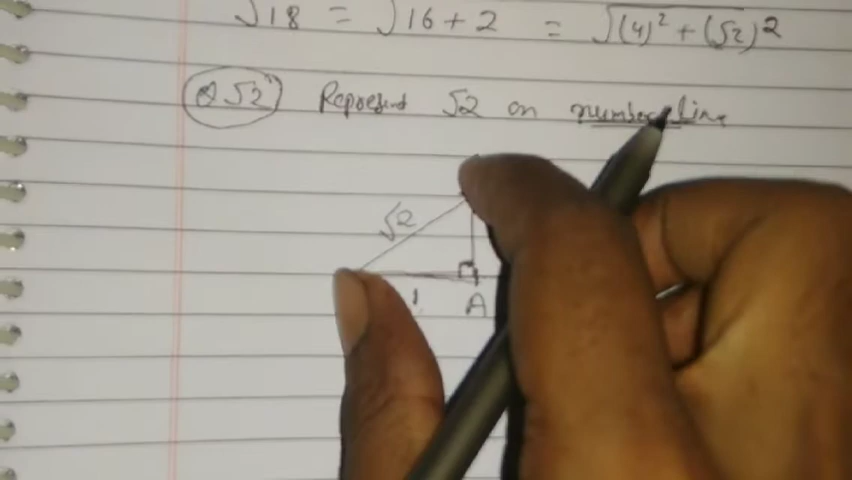 √18 = √16 + 2 = √(4)² + (√2)²
Q √2 Represent √2 on number line
√2
1 A